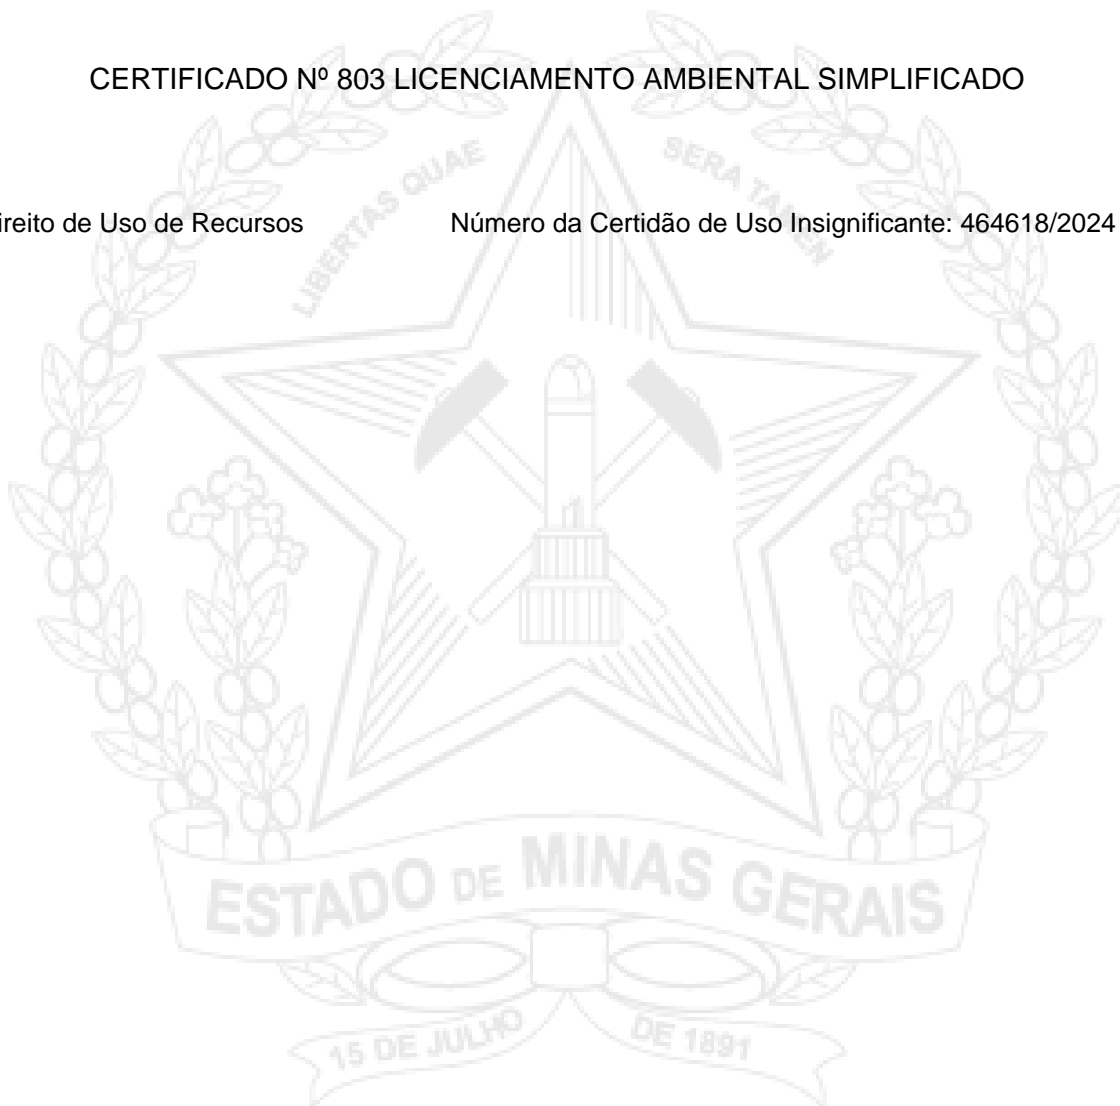 CERTIFICADO Nº 803 LICENCIAMENTO AMBIENTAL SIMPLIFICADO
LIBERTAS QUAE SERA TAMEN
ireito de Uso de Recursos Número da Certidão de Uso Insignificante: 464618/2024
ESTADO DE MINAS GERAIS
15 DE JULHO DE 1891